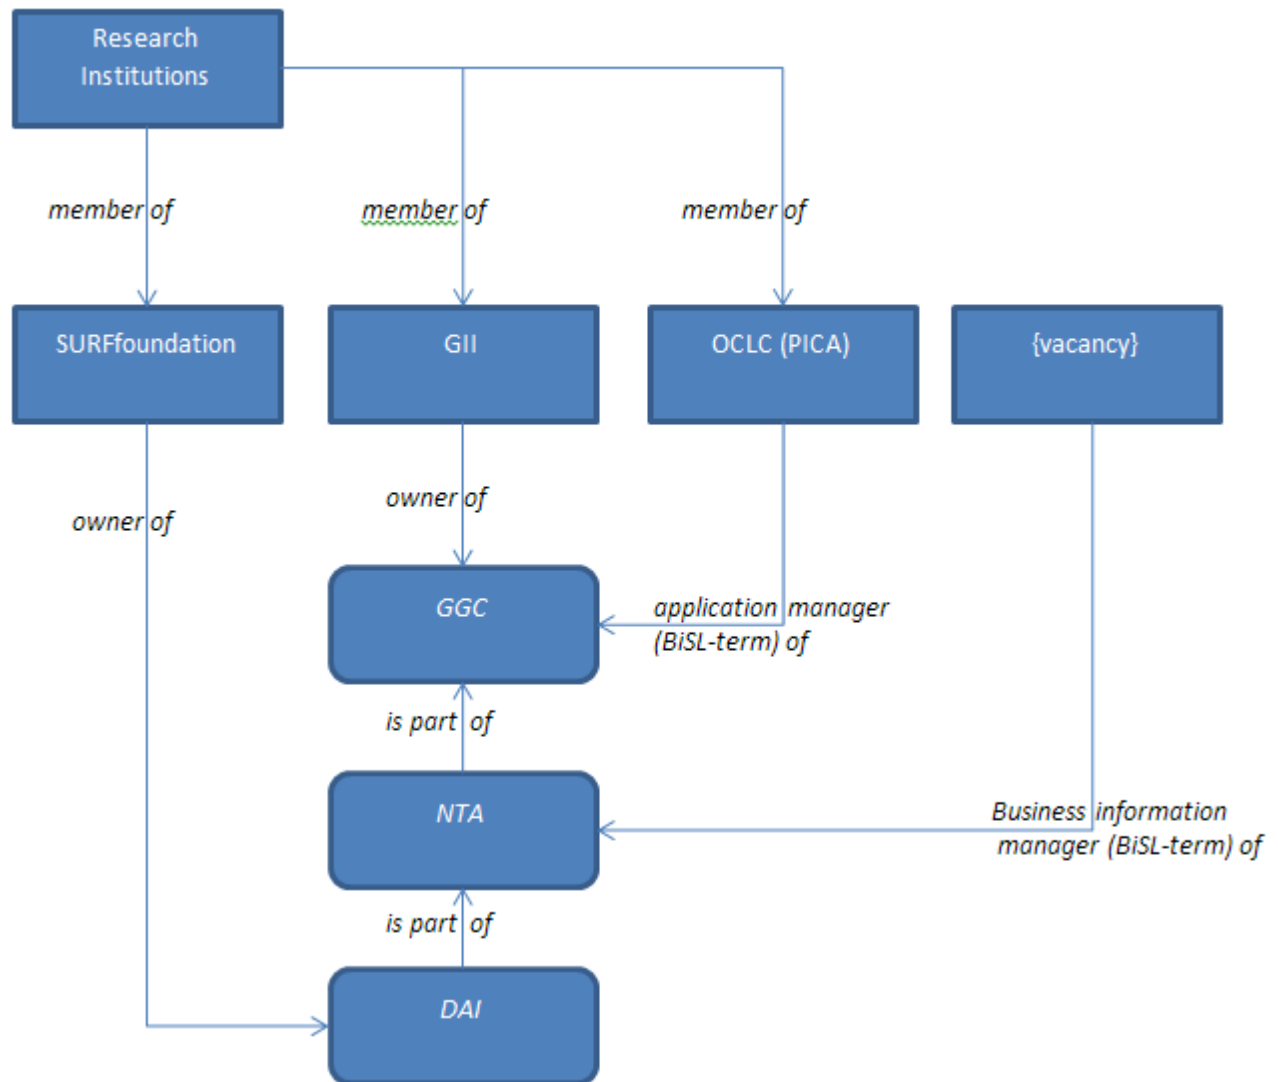 Research
Institutions
member of
member of
member of
SURFfoundation
GII
OCLC (PICA)
{vacancy}
owner of
owner of
GGC
application manager
(BiSL-term) of
is part of
NTA
Business information
manager (BiSL-term) of
is part of
DAI